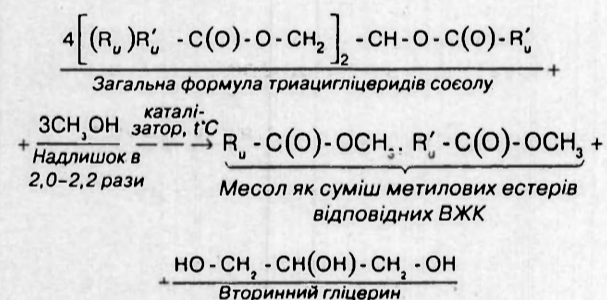 4[(Rᵤ)R'ᵤ - C(O) - O - CH₂]₂ - CH - O - C(O) - R'ᵤ
Загальна формула триацигліцеридів соєолу +
+ 3CH₃OH каталі-
затор, t°C
Надлишок в
2,0–2,2 рази
Rᵤ - C(O) - OCH₃.. R'ᵤ - C(O) - OCH₃ +
Месол як суміш метилових естерів
відповідних ВЖК
+ HO - CH₂ - CH(OH) - CH₂ - OH
Вторинний гліцерин